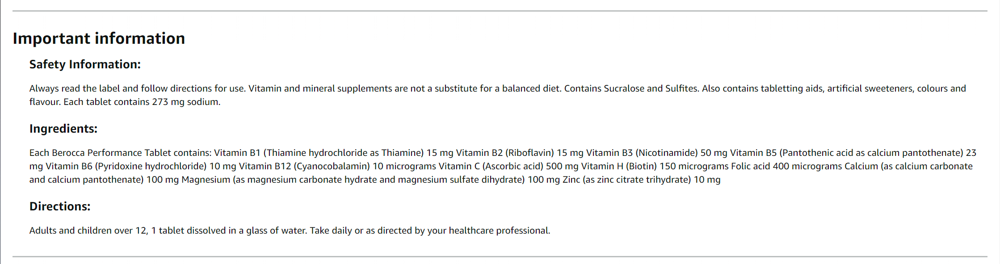 Important information
Safety Information:
Always read the label and follow directions for use. Vitamin and mineral supplements are not a substitute for a balanced diet. Contains Sucralose and Sulfites. Also contains tabletting aids, artificial sweeteners, colours and
flavour. Each tablet contains 273 mg sodium.
Ingredients:
Each Berocca Performance Tablet contains: Vitamin B1 (Thiamine hydrochloride as Thiamine) 15 mg Vitamin B2 (Riboflavin) 15 mg Vitamin B3 (Nicotinamide) 50 mg Vitamin B5 (Pantothenic acid as calcium pantothenate) 23
mg Vitamin B6 (Pyridoxine hydrochloride) 10 mg Vitamin B12 (Cyanocobalamin) 10 micrograms Vitamin C (Ascorbic acid) 500 mg Vitamin H (Biotin) 150 micrograms Folic acid 400 micrograms Calcium (as calcium carbonate
and calcium pantothenate) 100 mg Magnesium (as magnesium carbonate hydrate and magnesium sulfate dihydrate) 100 mg Zinc (as zinc citrate trihydrate) 10 mg
Directions:
Adults and children over 12, 1 tablet dissolved in a glass of water. Take daily or as directed by your healthcare professional.